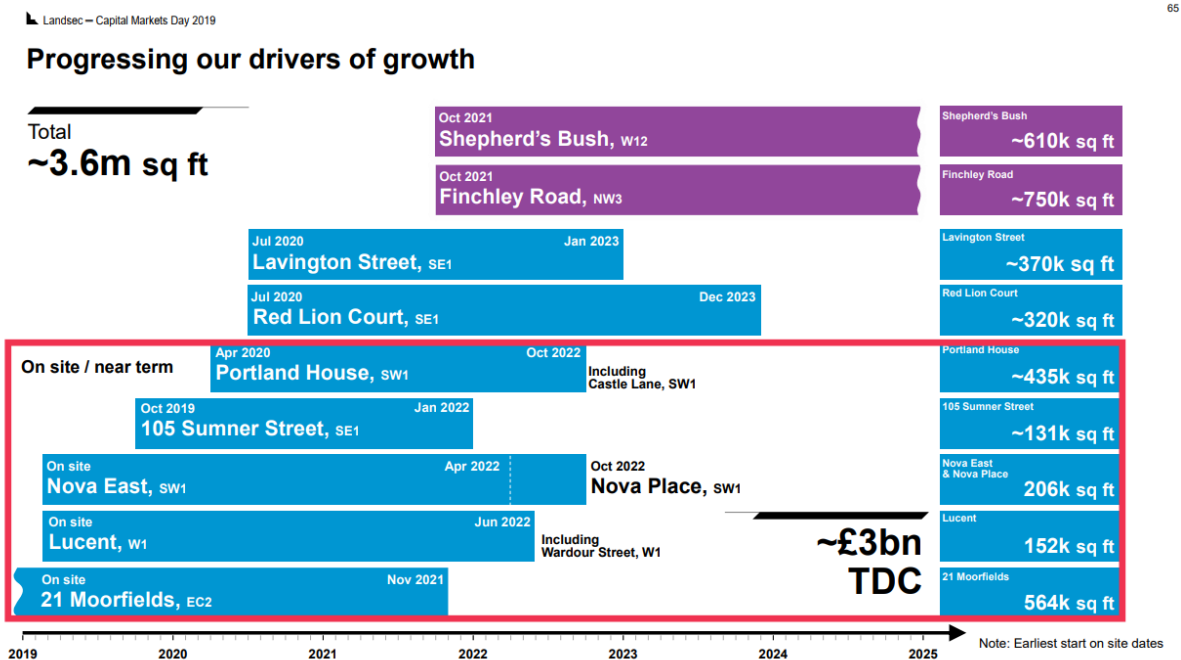 Landsec — Capital Markets Day 2019
65
Progressing our drivers of growth
Total
~3.6m sq ft
Oct 2021
Shepherd's Bush, W12
Shepherd's Bush
~610k sq ft
Oct 2021
Finchley Road, NW3
Finchley Road
~750k sq ft
Jul 2020 Jan 2023
Lavington Street, SE1
Lavington Street
~370k sq ft
Jul 2020 Dec 2023
Red Lion Court, SE1
Red Lion Court
~320k sq ft
On site / near term
Apr 2020 Oct 2022
Portland House, SW1
Including
Castle Lane, SW1
Portland House
~435k sq ft
Oct 2019 Jan 2022
105 Sumner Street, SE1
105 Sumner Street
~131k sq ft
On site Apr 2022
Nova East, SW1
Oct 2022
Nova Place, SW1
Nova East
& Nova Place
206k sq ft
On site Jun 2022
Lucent, W1
Including
Wardour Street, W1
Lucent
152k sq ft
On site Nov 2021
21 Moorfields, EC2
~£3bn
TDC
21 Moorfields
564k sq ft
2019 2020 2021 2022 2023 2024 2025
Note: Earliest start on site dates